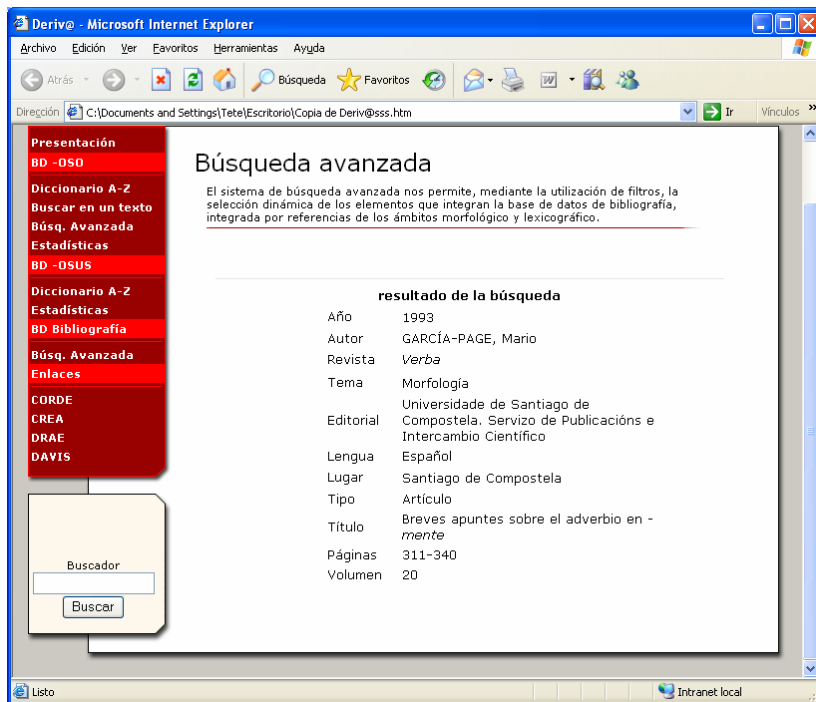 Deriv@ - Microsoft Internet Explorer
Archivo Edición Ver Favoritos Herramientas Ayuda
Atrás Búsqueda Favoritos
Dirección C:\Documents and Settings\Tete\Escritorio\Copia de Deriv@sss.htm Ir Vínculos »
Presentación
BD -OSO
Diccionario A-Z
Buscar en un texto
Búsq. Avanzada
Estadísticas
BD -OSUS
Diccionario A-Z
Estadísticas
BD Bibliografía
Búsq. Avanzada
Enlaces
CORDE
CREA
DRAE
DAVIS
Buscador
Buscar
Búsqueda avanzada
El sistema de búsqueda avanzada nos permite, mediante la utilización de filtros, la
selección dinámica de los elementos que integran la base de datos de bibliografía,
integrada por referencias de los ámbitos morfológico y lexicográfico.
resultado de la búsqueda
Año 1993
Autor GARCÍA-PAGE, Mario
Revista Verba
Tema Morfología
Editorial Universidade de Santiago de
Compostela. Servizo de Publicacións e
Intercambio Científico
Lengua Español
Lugar Santiago de Compostela
Tipo Artículo
Título Breves apuntes sobre el adverbio en -
mente
Páginas 311-340
Volumen 20
Listo Intranet local